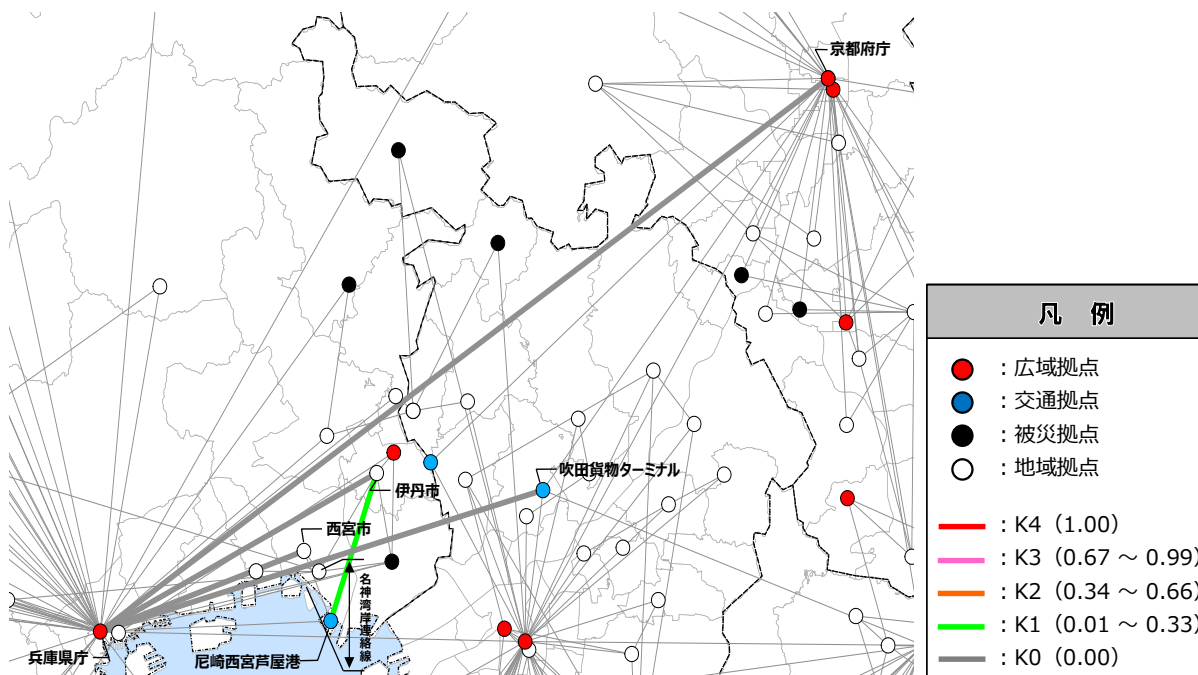 京都府庁
吹田貨物ターミナル
伊丹市
西宮市
名神湾岸連絡線
尼崎西宮芦屋港
兵庫県庁
凡 例
：広域拠点
：交通拠点
：被災拠点
：地域拠点
：K4（1.00）
：K3（0.67 ～ 0.99）
：K2（0.34 ～ 0.66）
：K1（0.01 ～ 0.33）
：K0（0.00）